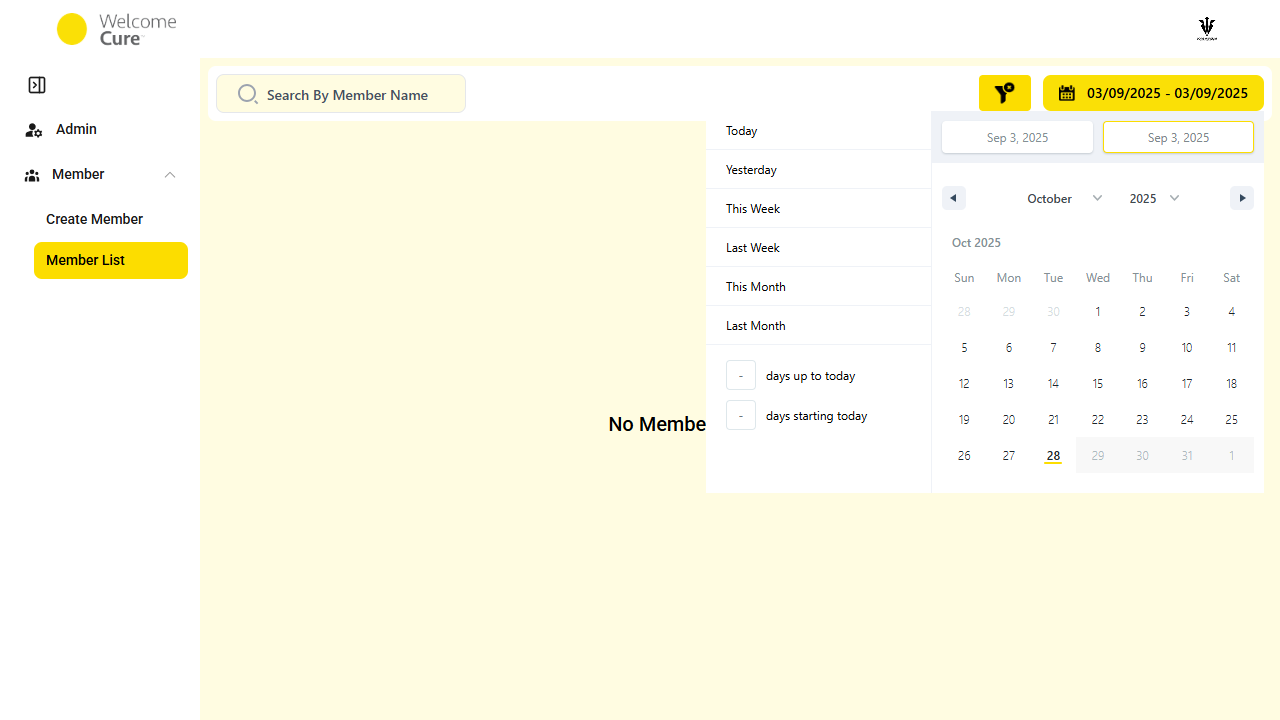 Welcome
Cure
Search By Member Name
03/09/2025 - 03/09/2025
Admin
Member
Create Member
Member List
No Membe
Today
Yesterday
This Week
Last Week
This Month
Last Month
- days up to today
- days starting today
Sep 3, 2025 Sep 3, 2025
October 2025
Oct 2025
Sun Mon Tue Wed Thu Fri Sat
28 29 30 1 2 3 4
5 6 7 8 9 10 11
12 13 14 15 16 17 18
19 20 21 22 23 24 25
26 27 28 29 30 31 1